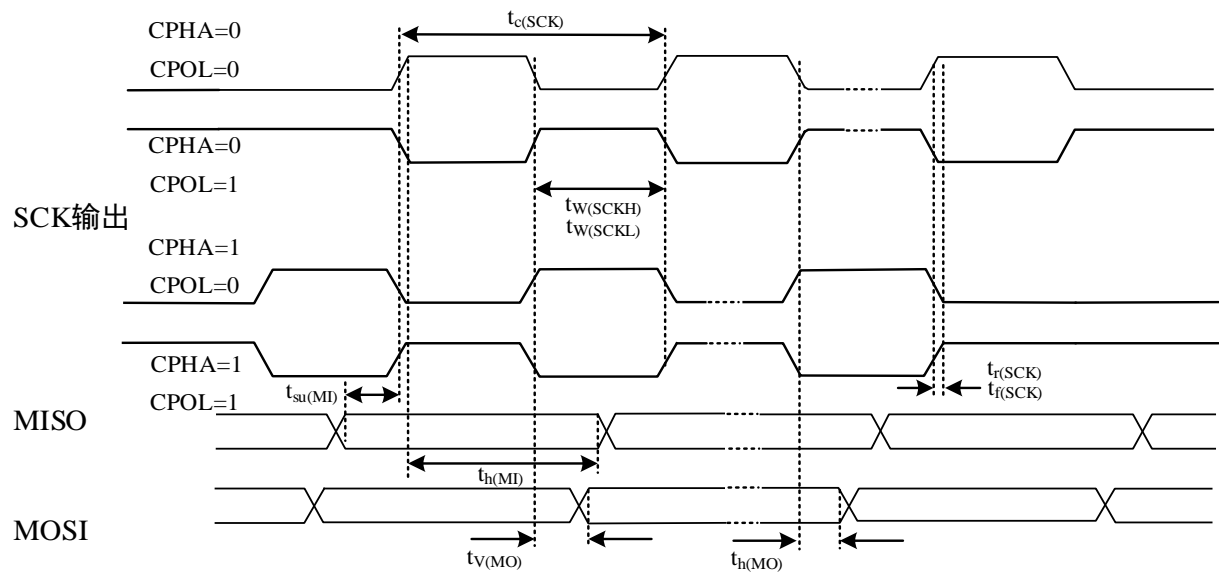 CPHA=0
t_c(SCK)
CPOL=0
CPHA=0
CPOL=1
t_W(SCKH)
t_W(SCKL)
SCK输出
CPHA=1
CPOL=0
CPHA=1
CPOL=1
t_su(MI)
t_r(SCK)
t_f(SCK)
MISO
t_h(MI)
MOSI
t_V(MO)
t_h(MO)